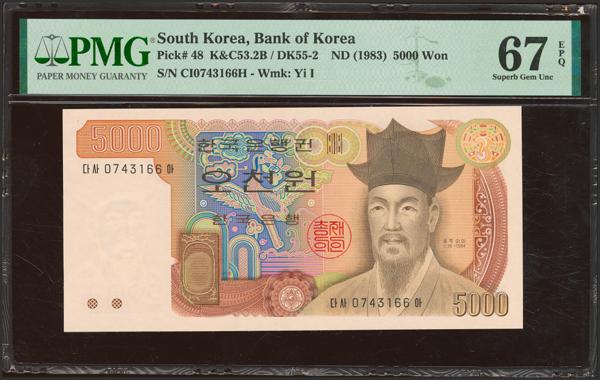 PMG
PAPER MONEY GUARANTY
South Korea, Bank of Korea
Pick# 48 K&C53.2B / DK55-2 ND (1983) 5000 Won
S/N CI0743166H - Wmk: Yi I
67 EPQ
Superb Gem Unc
5000
한국은행권
다사 0743166 아
오천원
한국은행
다사 0743166 아
5000